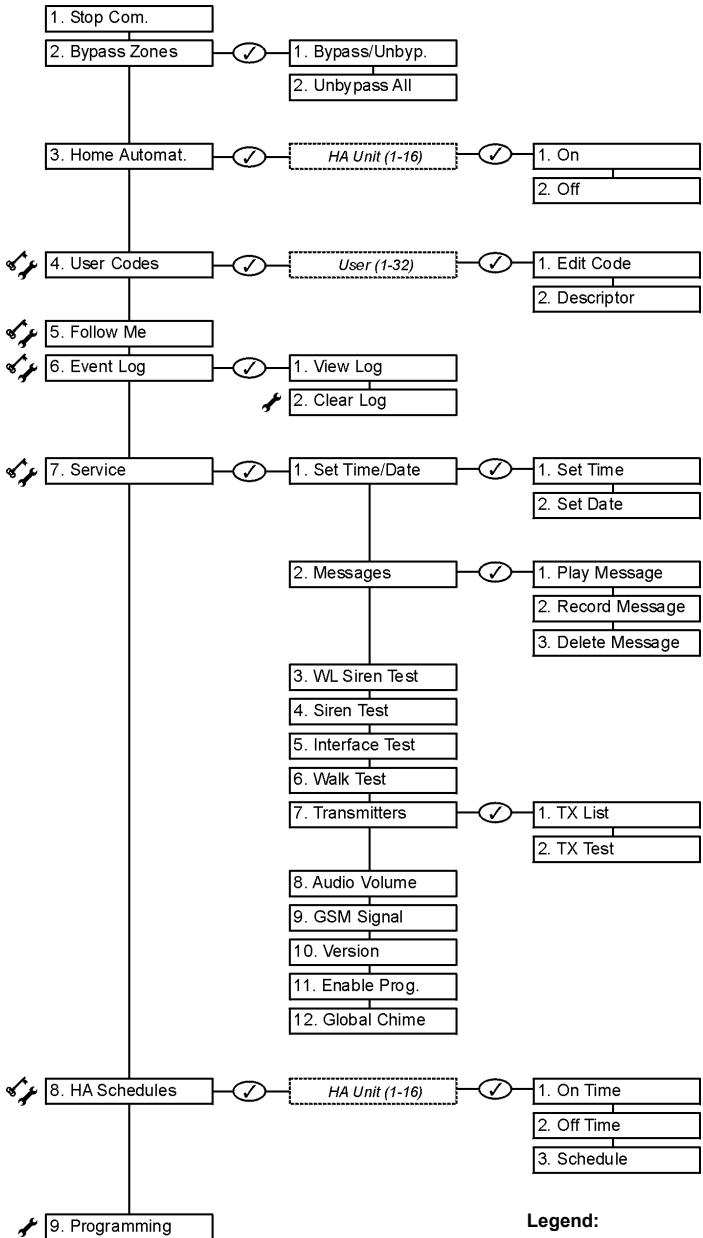 1. Stop Com.
2. Bypass Zones
1. Bypass/Unbyp.
2. Unbypass All
3. Home Automat.
HA Unit (1-16)
1. On
2. Off
4. User Codes
User (1-32)
1. Edit Code
2. Descriptor
5. Follow Me
6. Event Log
1. View Log
2. Clear Log
7. Service
1. Set Time/Date
1. Set Time
2. Set Date
2. Messages
1. Play Message
2. Record Message
3. Delete Message
3. WL Siren Test
4. Siren Test
5. Interface Test
6. Walk Test
7. Transmitters
1. TX List
2. TX Test
8. Audio Volume
9. GSM Signal
10. Version
11. Enable Prog.
12. Global Chime
8. HA Schedules
HA Unit (1-16)
1. On Time
2. Off Time
3. Schedule
9. Programming
Legend: